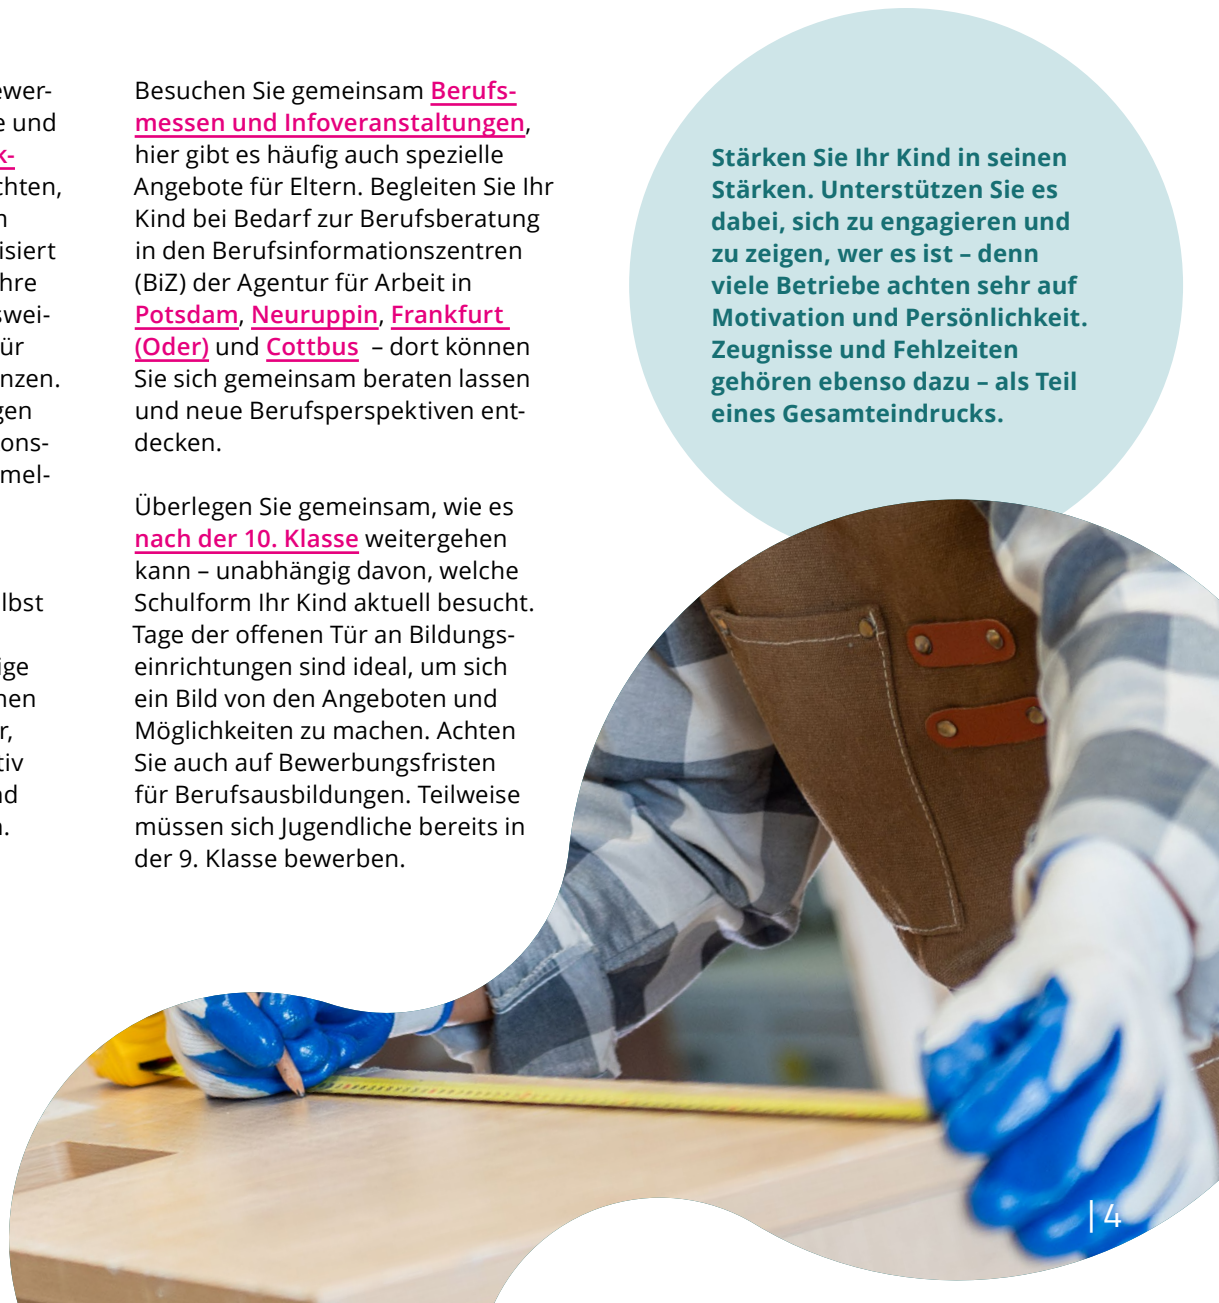 und
chten,
isiert
gen
Besuchen Sie gemeinsam Berufs-
messen und Infoveranstaltungen,
hier gibt es häufig auch spezielle
Angebote für Eltern. Begleiten Sie Ihr
Kind bei Bedarf zur Berufsberatung
in den Berufsinformationszentren
(BiZ) der Agentur für Arbeit in
Potsdam, Neuruppin, Frankfurt
(Oder) und Cottbus – dort können
Sie sich gemeinsam beraten lassen
und neue Berufsperspektiven ent-
decken.
Überlegen Sie gemeinsam, wie es
nach der 10. Klasse weitergehen
kann – unabhängig davon, welche
Schulform Ihr Kind aktuell besucht.
Tage der offenen Tür an Bildungs-
einrichtungen sind ideal, um sich
ein Bild von den Angeboten und
Möglichkeiten zu machen. Achten
Sie auch auf Bewerbungsfristen
für Berufsausbildungen. Teilweise
müssen sich Jugendliche bereits in
der 9. Klasse bewerben.
Stärken Sie Ihr Kind in seinen
Stärken. Unterstützen Sie es
dabei, sich zu engagieren und
zu zeigen, wer es ist – denn
viele Betriebe achten sehr auf
Motivation und Persönlichkeit.
Zeugnisse und Fehlzeiten
gehören ebenso dazu – als Teil
eines Gesamteindrucks.
| 4